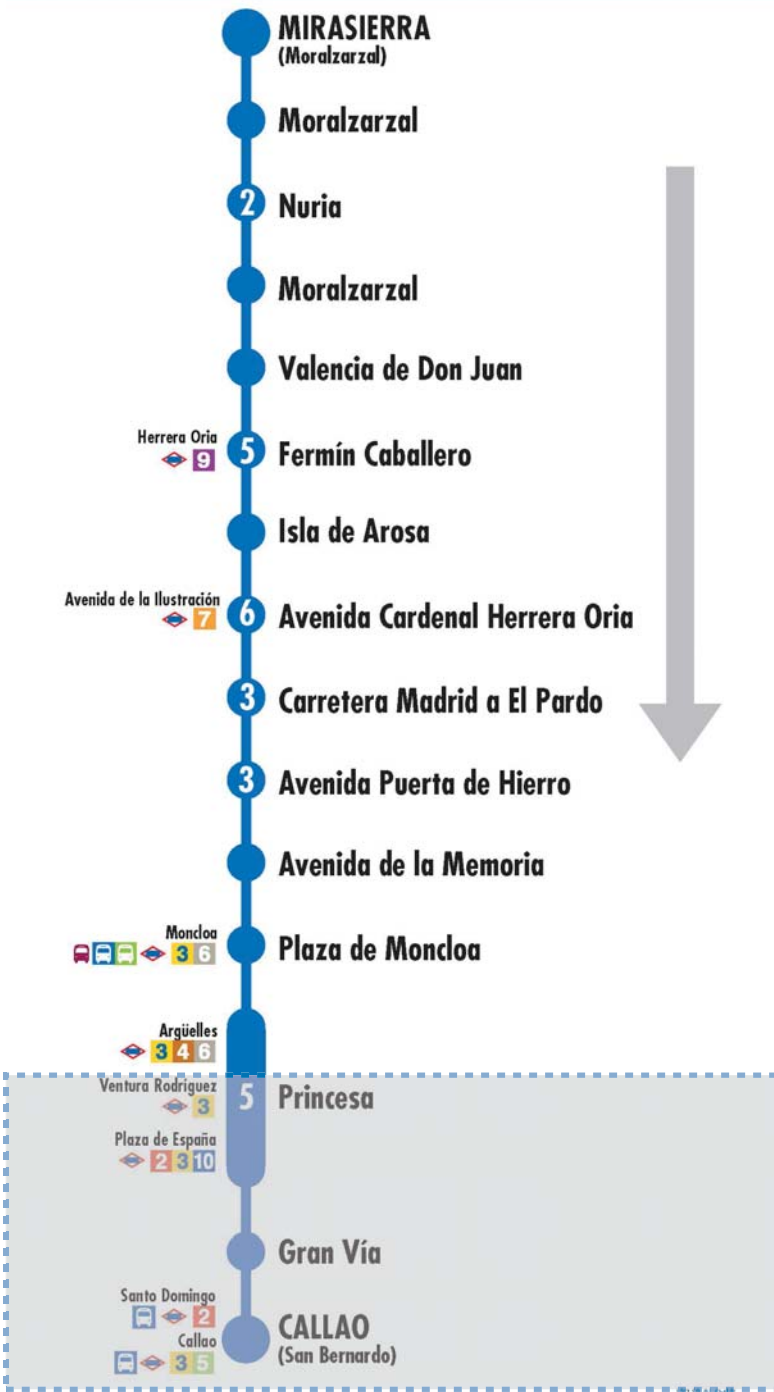 MIRASIERRA
(Moralzarzal)
Moralzarzal
2 Nuria
Moralzarzal
Valencia de Don Juan
Herrera Oria
9
5 Fermín Caballero
Isla de Arosa
Avenida de la Ilustración
7
6 Avenida Cardenal Herrera Oria
3 Carretera Madrid a El Pardo
3 Avenida Puerta de Hierro
Avenida de la Memoria
Moncloa
3 6
Plaza de Moncloa
Argüelles
3 4 6
Ventura Rodríguez
3
5 Princesa
Plaza de España
2 3 10
Gran Vía
Santo Domingo
2
CALLAO
(San Bernardo)
Callao
3 5